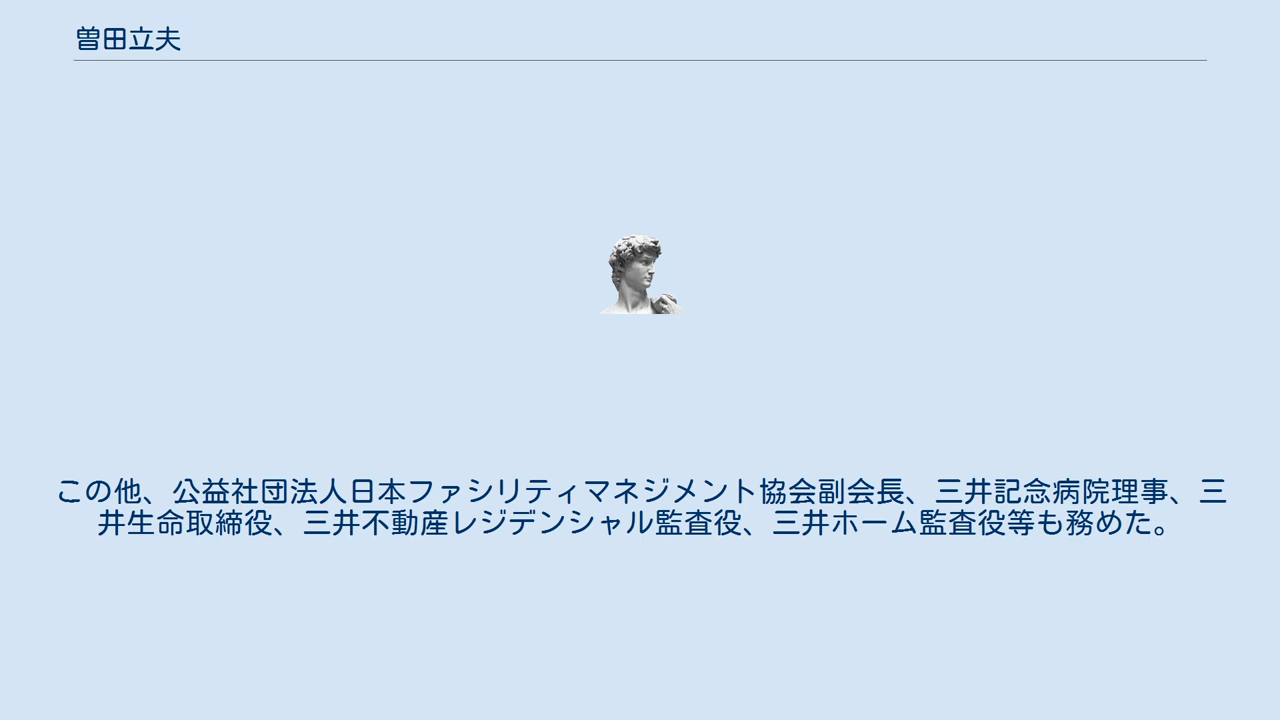 曽田立夫
この他、公益社団法人日本ファシリティマネジメント協会副会長、三井記念病院理事、三
井生命取締役、三井不動産レジデンシャル監査役、三井ホーム監査役等も務めた。